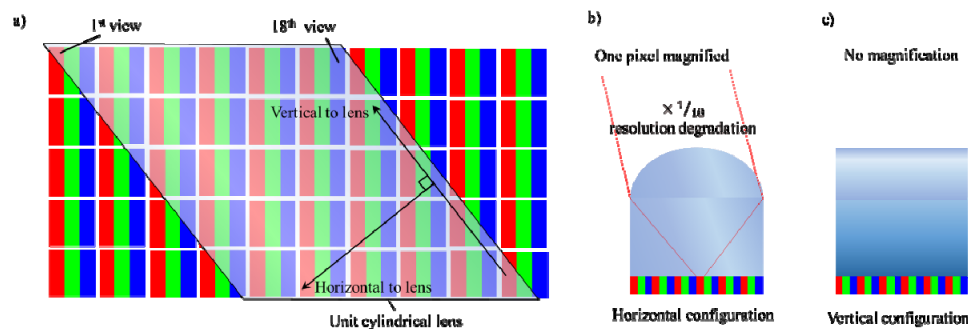 a)
1st view
18th view
Vertical to lens
Horizontal to lens
Unit cylindrical lens
b)
One pixel magnified
× 1/18
resolution degradation
Horizontal configuration
c)
No magnification
Vertical configuration